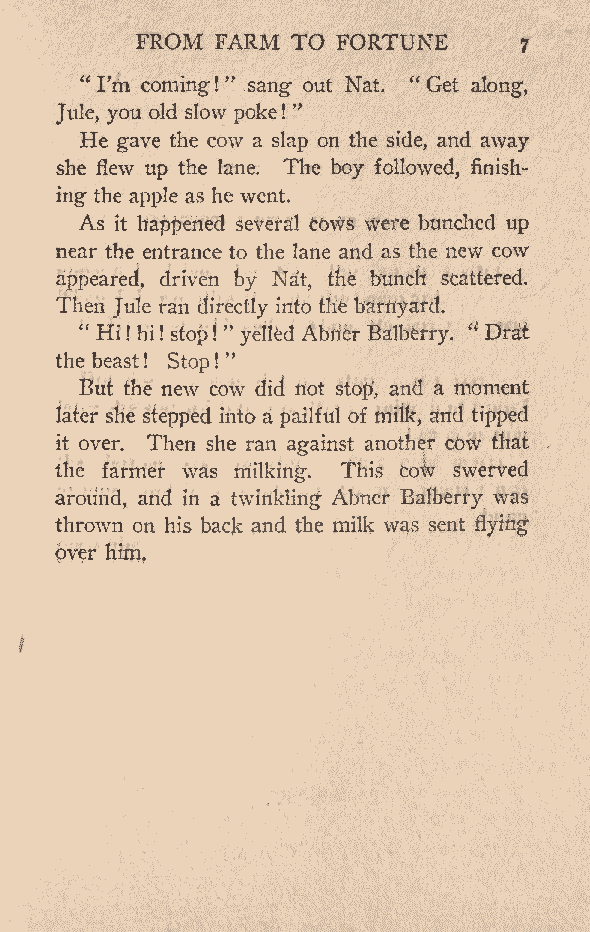 FROM FARM TO FORTUNE 7
“ I’m coming! ” sang out Nat. “ Get along,
Jule, you old slow poke! ”
He gave the cow a slap on the side, and away
she flew up the lane. The boy followed, finish-
ing the apple as he went.
As it happened several cows were bunched up
near the entrance to the lane and as the new cow
appeared, driven by Nat, the bunch scattered.
Then Jule ran directly into the barnyard.
“ Hi! hi! stop! ” yelled Abner Balberry. “ Drat
the beast! Stop! ”
But the new cow did not stop, and a moment
later she stepped into a pailful of milk, and tipped
it over. Then she ran against another cow that
the farmer was milking. This cow swerved
around, and in a twinkling Abner Balberry was
thrown on his back and the milk was sent flying
over him.